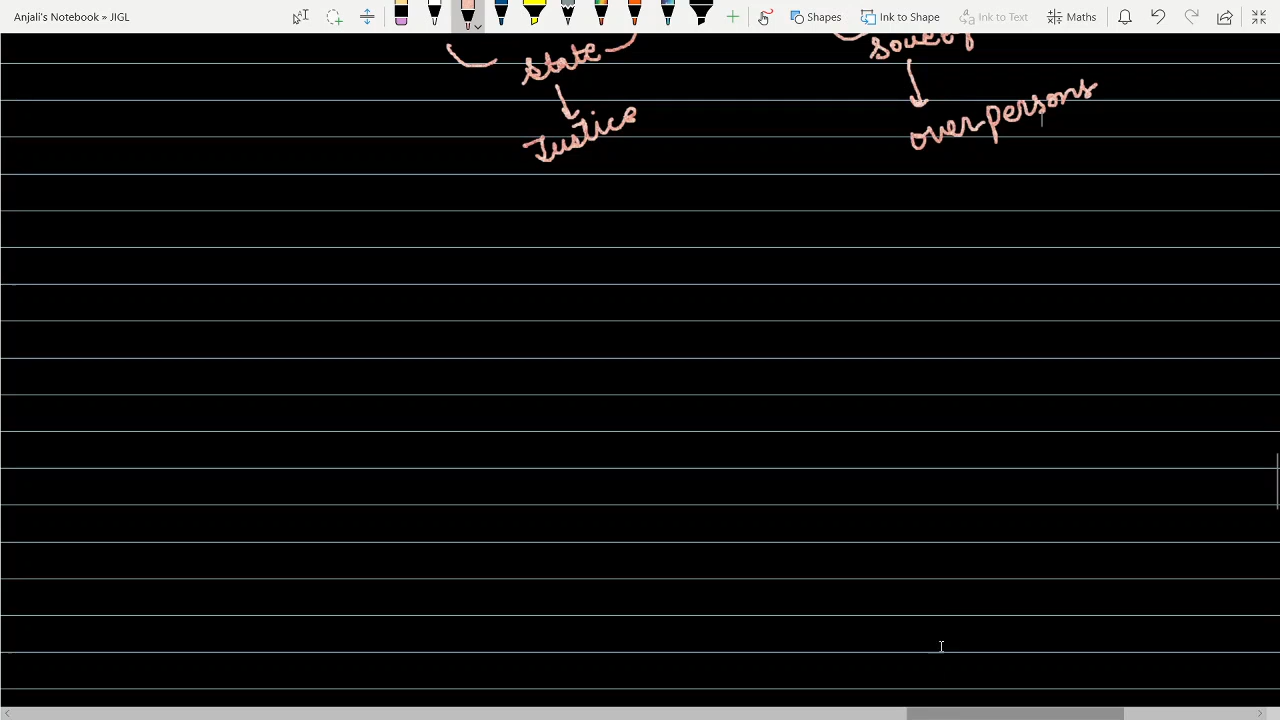 Anjali's Notebook » JIGL
Shapes
Ink to Shape
Ink to Text
Maths
State
Justice
over persons